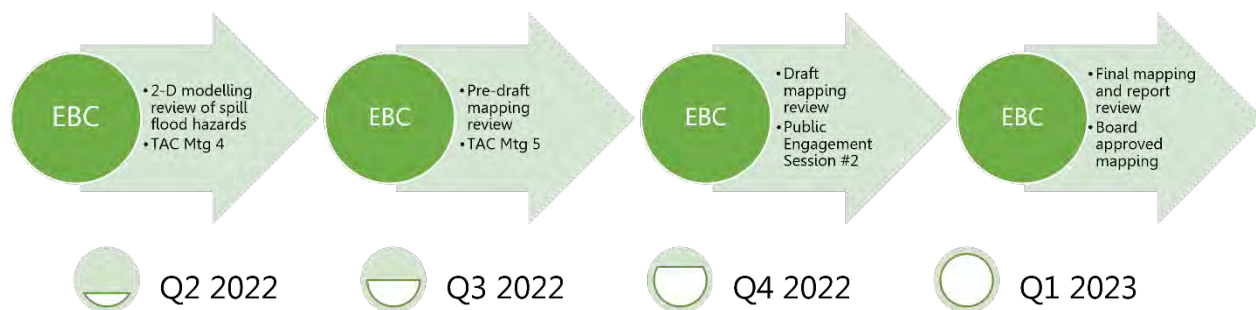 EBC
• 2-D modelling
review of spill
flood hazards
• TAC Mtg 4
EBC
• Pre-draft
mapping
review
• TAC Mtg 5
EBC
• Draft
mapping
review
• Public
Engagement
Session #2
EBC
• Final mapping
and report
review
• Board
approved
mapping
Q2 2022
Q3 2022
Q4 2022
Q1 2023